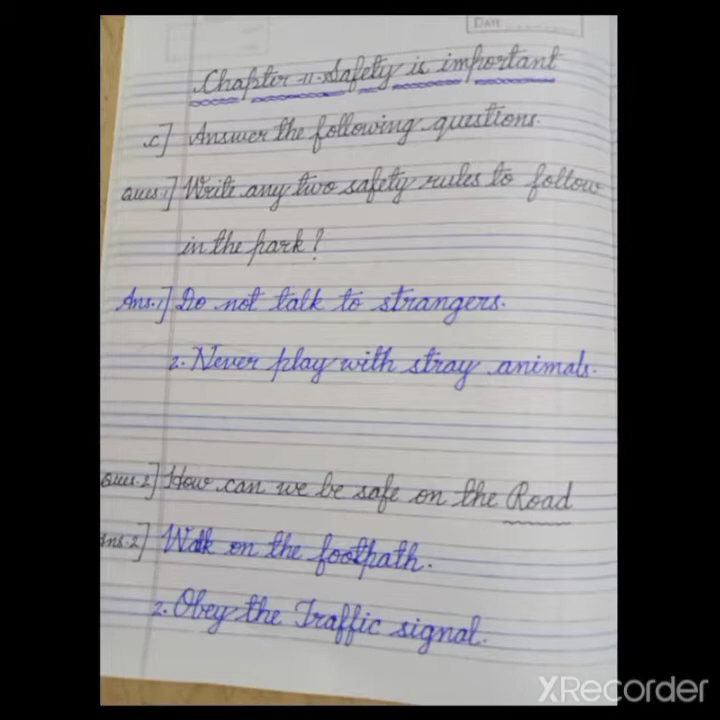 DATE
Chapter-11-Safety is important
c] Answer the following questions.
Ques.1] Write any two safety rules to follow
in the park?
Ans.1] Do not talk to strangers.
2. Never play with stray animals.
Ques.2] How can we be safe on the Road
Ans.2] Walk on the footpath.
2. Obey the Traffic signal.
XRecorder